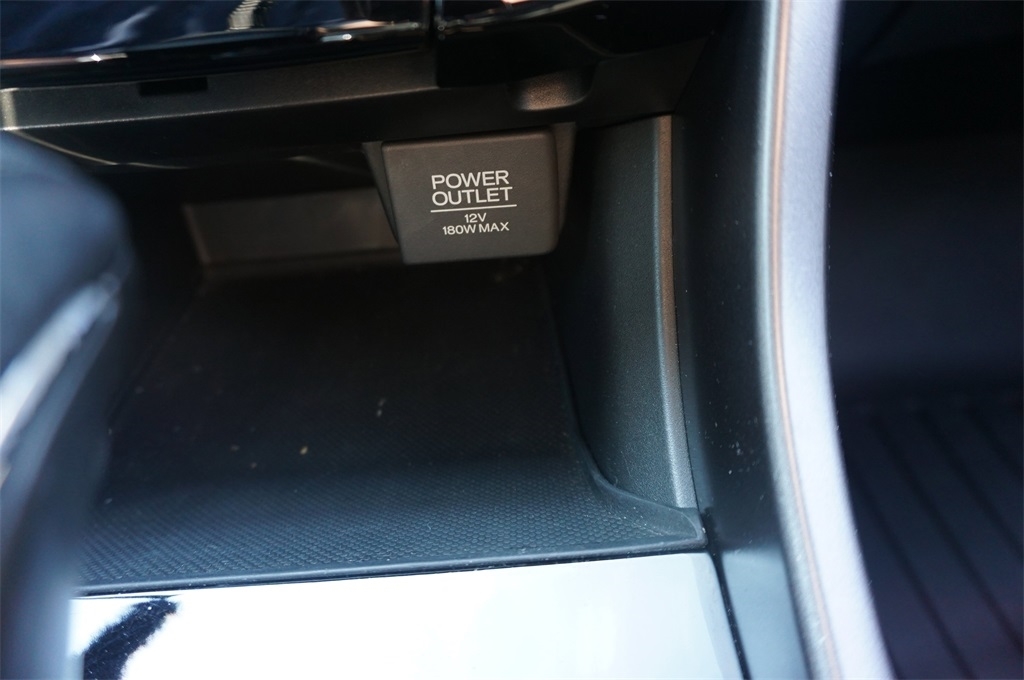 POWER
OUTLET
12V
180W MAX